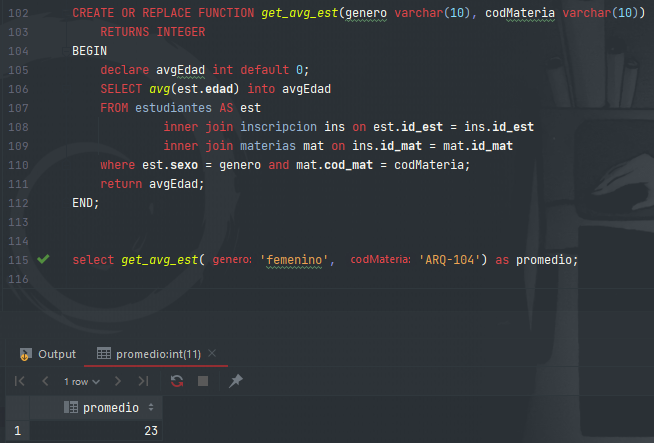 102 CREATE OR REPLACE FUNCTION get_avg_est(genero varchar(10), codMateria varchar(10))
103 RETURNS INTEGER
104 BEGIN
105 declare avgEdad int default 0;
106 SELECT avg(est.edad) into avgEdad
107 FROM estudiantes AS est
108 inner join inscripcion ins on est.id_est = ins.id_est
109 inner join materias mat on ins.id_mat = mat.id_mat
110 where est.sexo = genero and mat.cod_mat = codMateria;
111 return avgEdad;
112 END;
113
114
115 select get_avg_est( genero: 'femenino', codMateria: 'ARQ-104') as promedio;
116
Output promedio:int(11)
1 row
promedio
1 23